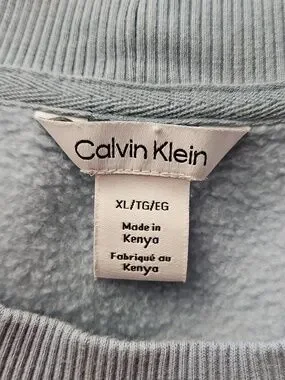 Calvin Klein
XL/TG/EG
Made in
Kenya
Fabriqué au
Kenya